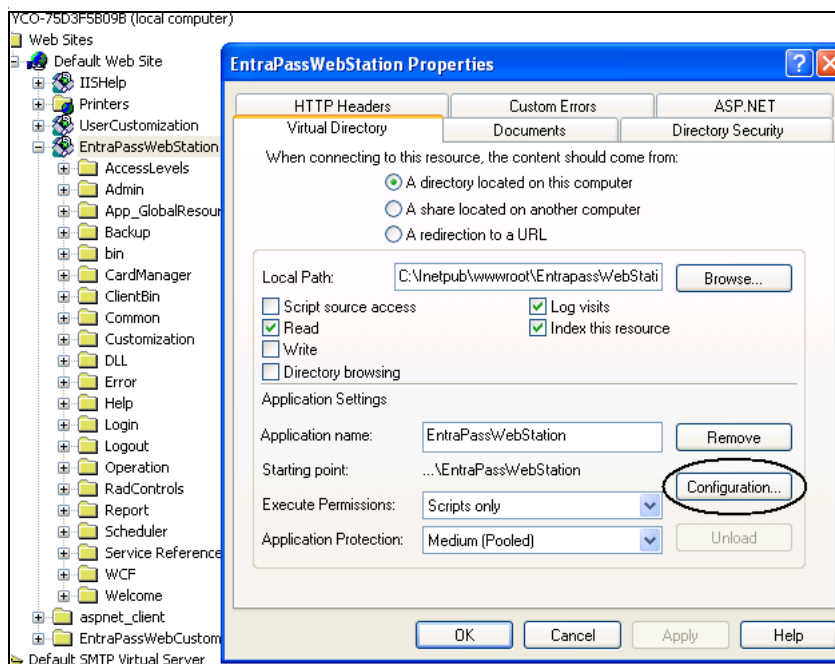 YCO-75D3F5B09B (local computer)
Web Sites
Default Web Site
IISHelp
Printers
UserCustomization
EntraPassWebStation
AccessLevels
Admin
App_GlobalResour
Backup
bin
CardManager
ClientBin
Common
Customization
DLL
Error
Help
Login
Logout
Operation
RadControls
Report
Scheduler
Service Reference
WCF
Welcome
aspnet_client
EntraPassWebCustom
Default SMTP Virtual Server
EntraPassWebStation Properties
HTTP Headers Custom Errors ASP.NET
Virtual Directory Documents Directory Security
When connecting to this resource, the content should come from:
A directory located on this computer
A share located on another computer
A redirection to a URL
Local Path: C:\Inetpub\wwwroot\EntrapassWebStati Browse...
Script source access Log visits
Read Index this resource
Write
Directory browsing
Application Settings
Application name: EntraPassWebStation Remove
Starting point: ...\EntraPassWebStation
Configuration...
Execute Permissions: Scripts only
Application Protection: Medium (Pooled) Unload
OK Cancel Apply Help